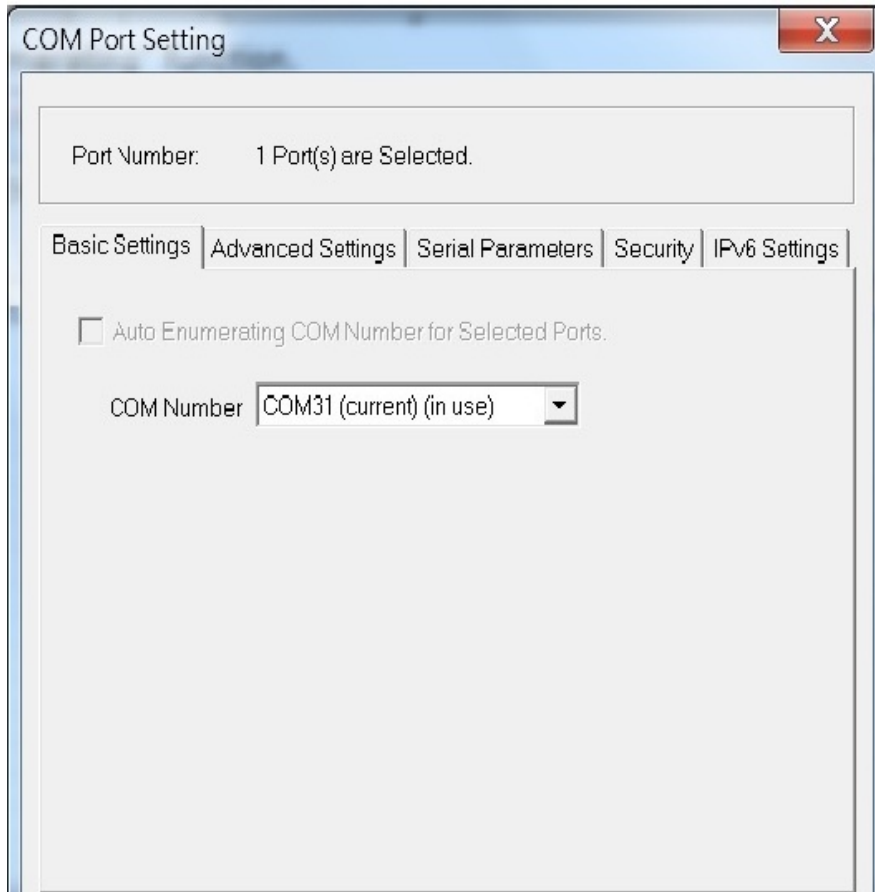 COM Port Setting
X
Port Number: 1 Port(s) are Selected.
Basic Settings Advanced Settings Serial Parameters Security IPv6 Settings
Auto Enumerating COM Number for Selected Ports.
COM Number COM31 (current) (in use)